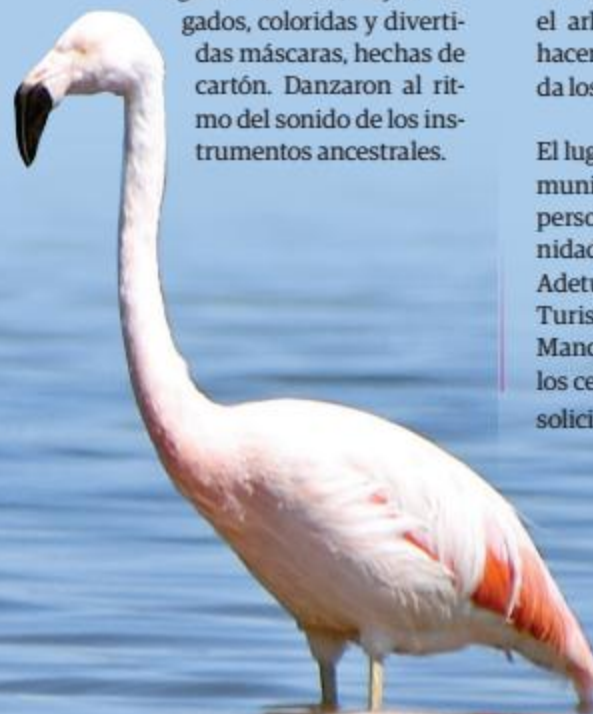 gados, coloridas y diverti-
das máscaras, hechas de
cartón. Danzaron al rit-
mo del sonido de los ins-
trumentos ancestrales.
el
hacer
da los
El lug
muni
perso
nidad
Adetu
Turis
Mano
los ce
solici